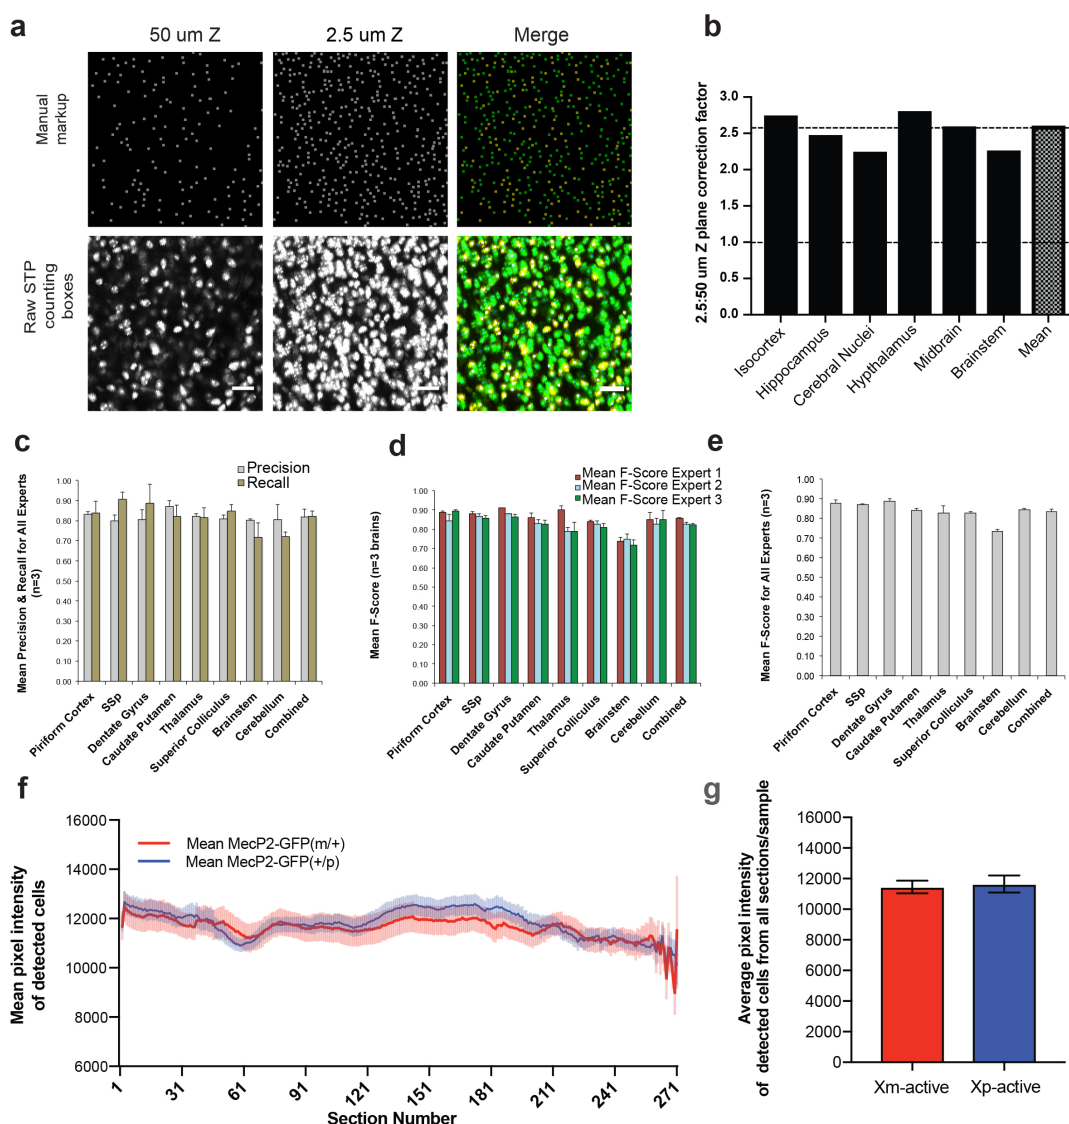 a
50 um Z
2.5 um Z
Merge
Manual
markup
Raw STP
counting
boxes
b
2.5:50 um Z plane correction factor
3.0
2.5
2.0
1.5
1.0
0.5
0.0
Isocortex
Hippocampus
Cerebral Nuclei
Hypthalamus
Midbrain
Brainstem
Mean
c
Precision
Recall
Mean Precision & Recall for All Experts
(n=3)
1.00
0.90
0.80
0.70
0.60
0.50
0.40
0.30
0.20
0.10
0.00
Piriform Cortex
SSp
Dentate Gyrus
Caudate Putamen
Thalamus
Superior Colliculus
Brainstem
Cerebellum
Combined
d
Mean F-Score Expert 1
Mean F-Score Expert 2
Mean F-Score Expert 3
Mean F-Score (n=3 brains)
1.00
0.90
0.80
0.70
0.60
0.50
0.40
0.30
0.20
0.10
0.00
Piriform Cortex
SSp
Dentate Gyrus
Caudate Putamen
Thalamus
Superior Colliculus
Brainstem
Cerebellum
Combined
e
Mean F-Score for All Experts (n=3)
1.00
0.90
0.80
0.70
0.60
0.50
0.40
0.30
0.20
0.10
0.00
Piriform Cortex
SSp
Dentate Gyrus
Caudate Putamen
Thalamus
Superior Colliculus
Brainstem
Cerebellum
Combined
f
Mean MecP2-GFP(m/+)
Mean MecP2-GFP(+/p)
Mean pixel intensity
of detected cells
16000
14000
12000
10000
8000
6000
1
31
61
91
121
151
181
211
241
271
Section Number
g
Average pixel intensity
of detected cells from all sections/sample
16000
14000
12000
10000
12000
6000
4000
2000
0
Xm-active
Xp-active